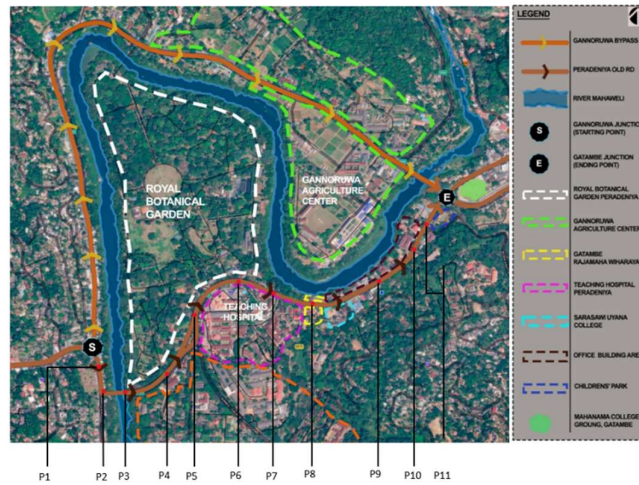 ROYAL
BOTANICAL
GARDEN
GANNORUWA
AGRICULTURE
CENTER
TEACHING
HOSPITAL
S
E
P1
P2
P3
P4
P5
P6
P7
P8
P9
P10
P11
LEGEND
GANNORUWA BYPASS
PERADENIYA OLD RD
RIVER MAHAWELI
S
GANNORUWA JUNCTION
(STARTING POINT)
E
GATAMBE JUNCTION
(ENDING POINT)
ROYAL BOTANICAL
GARDEN PERADENIYA
GANNORUWA
AGRICULTURE CENTER
GATAMBE
RAJAMAHA WIHARAYA
TEACHING HOSPITAL
PERADENIYA
SARASAWI UYANA
COLLEGE
OFFICE BUILDING AREA
CHILDRENS' PARK
MAHANAMA COLLEGE
GROUNG, GATAMBE